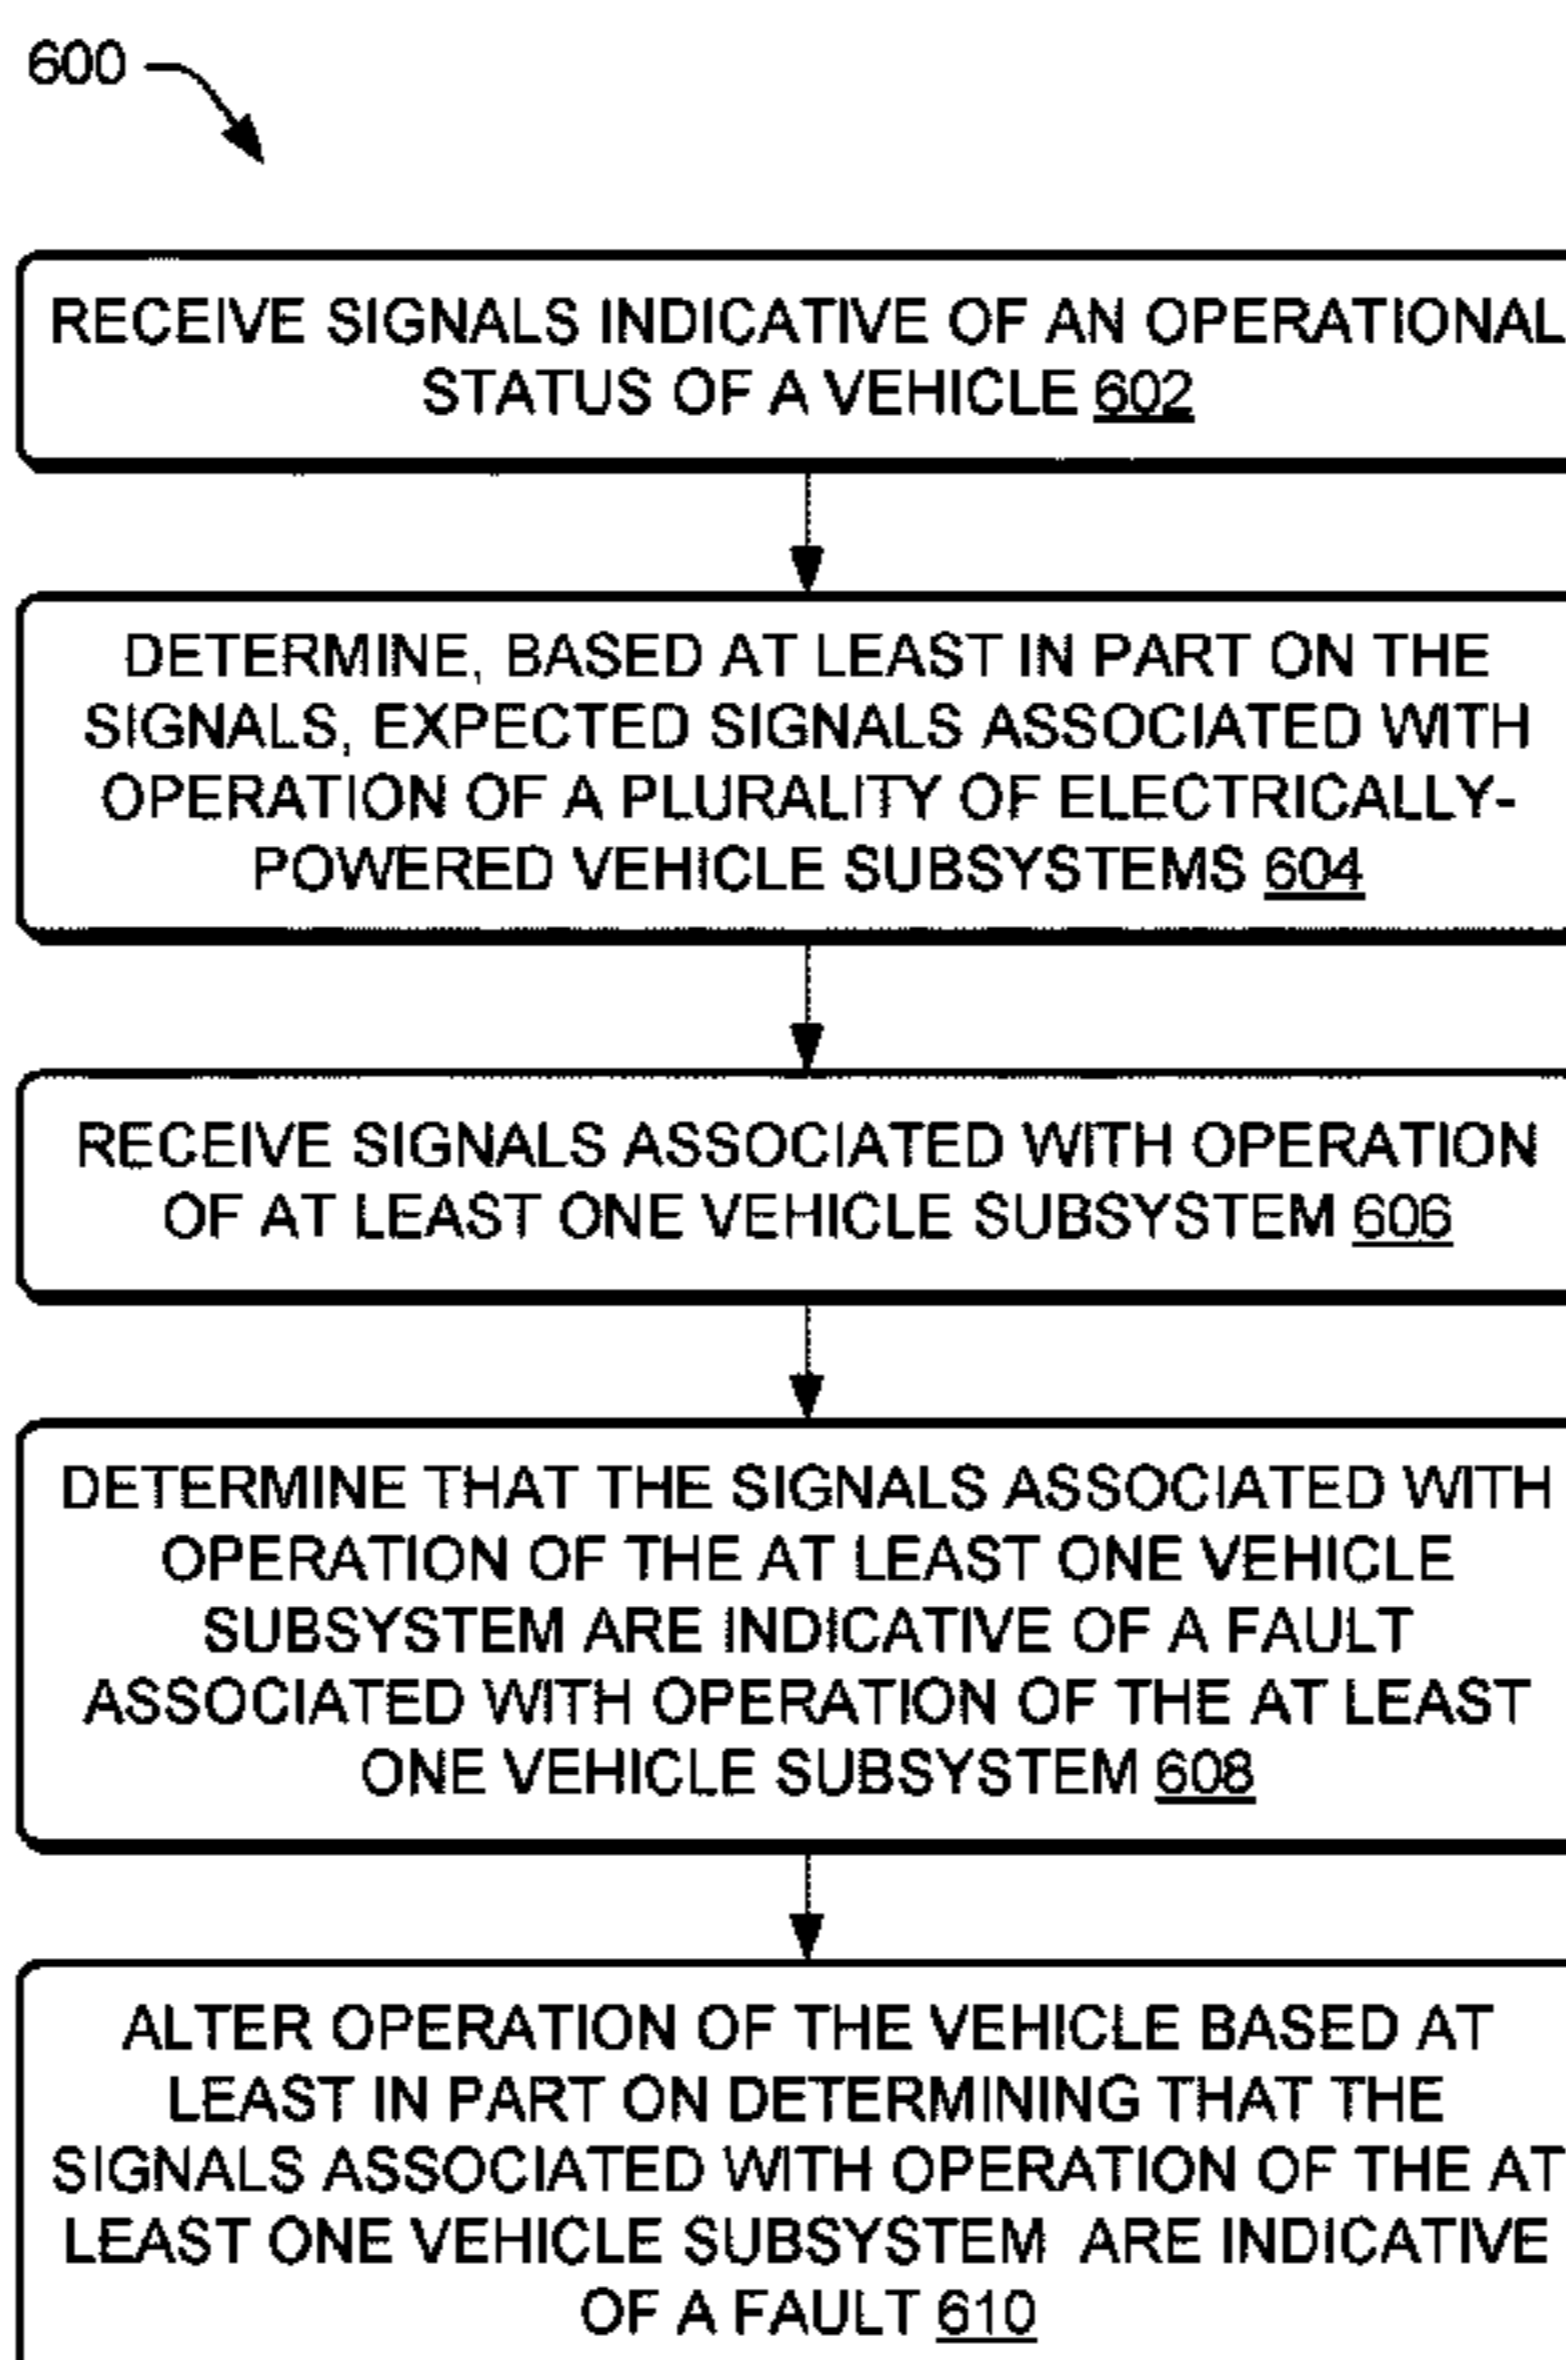 600
RECEIVE SIGNALS INDICATIVE OF AN OPERATIONAL
STATUS OF A VEHICLE 602
DETERMINE, BASED AT LEAST IN PART ON THE
SIGNALS, EXPECTED SIGNALS ASSOCIATED WITH
OPERATION OF A PLURALITY OF ELECTRICALLY-
POWERED VEHICLE SUBSYSTEMS 604
RECEIVE SIGNALS ASSOCIATED WITH OPERATION
OF AT LEAST ONE VEHICLE SUBSYSTEM 606
DETERMINE THAT THE SIGNALS ASSOCIATED WITH
OPERATION OF THE AT LEAST ONE VEHICLE
SUBSYSTEM ARE INDICATIVE OF A FAULT
ASSOCIATED WITH OPERATION OF THE AT LEAST
ONE VEHICLE SUBSYSTEM 608
ALTER OPERATION OF THE VEHICLE BASED AT
LEAST IN PART ON DETERMINING THAT THE
SIGNALS ASSOCIATED WITH OPERATION OF THE AT
LEAST ONE VEHICLE SUBSYSTEM ARE INDICATIVE
OF A FAULT 610